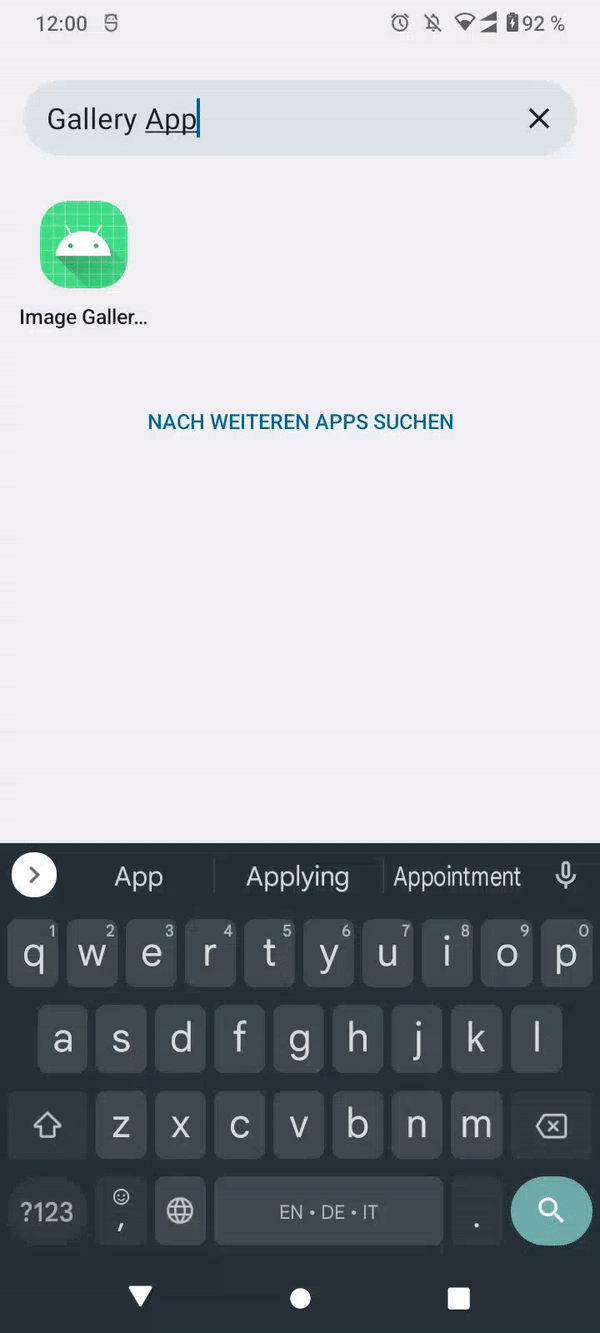 12:00 92 %
Gallery App
Image Galler...
NACH WEITEREN APPS SUCHEN
App Applying Appointment
q 1 w 2 e 3 r 4 t 5 y 6 u 7 i 8 o 9 p 0
a s d f g h j k l
z x c v b n m
?123 , EN • DE • IT .